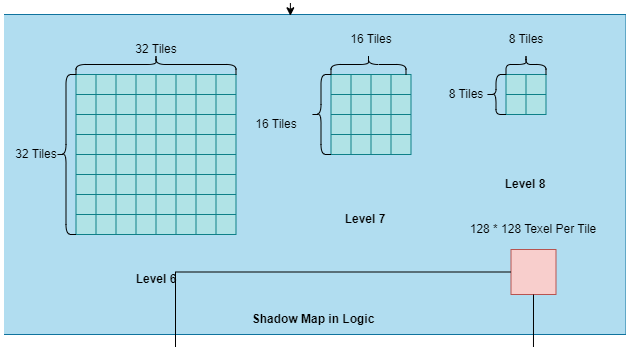 32 Tiles
16 Tiles
8 Tiles
8 Tiles
16 Tiles
32 Tiles
Level 8
Level 7
128 * 128 Texel Per Tile
Level 6
Shadow Map in Logic